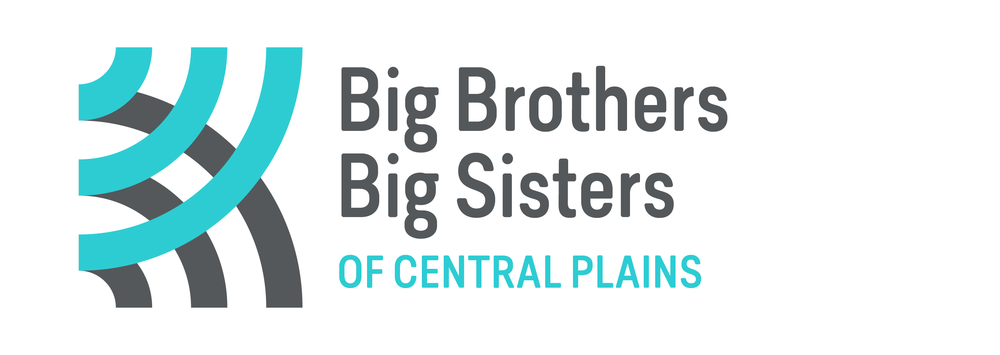 Big Brothers
Big Sisters
OF CENTRAL PLAINS